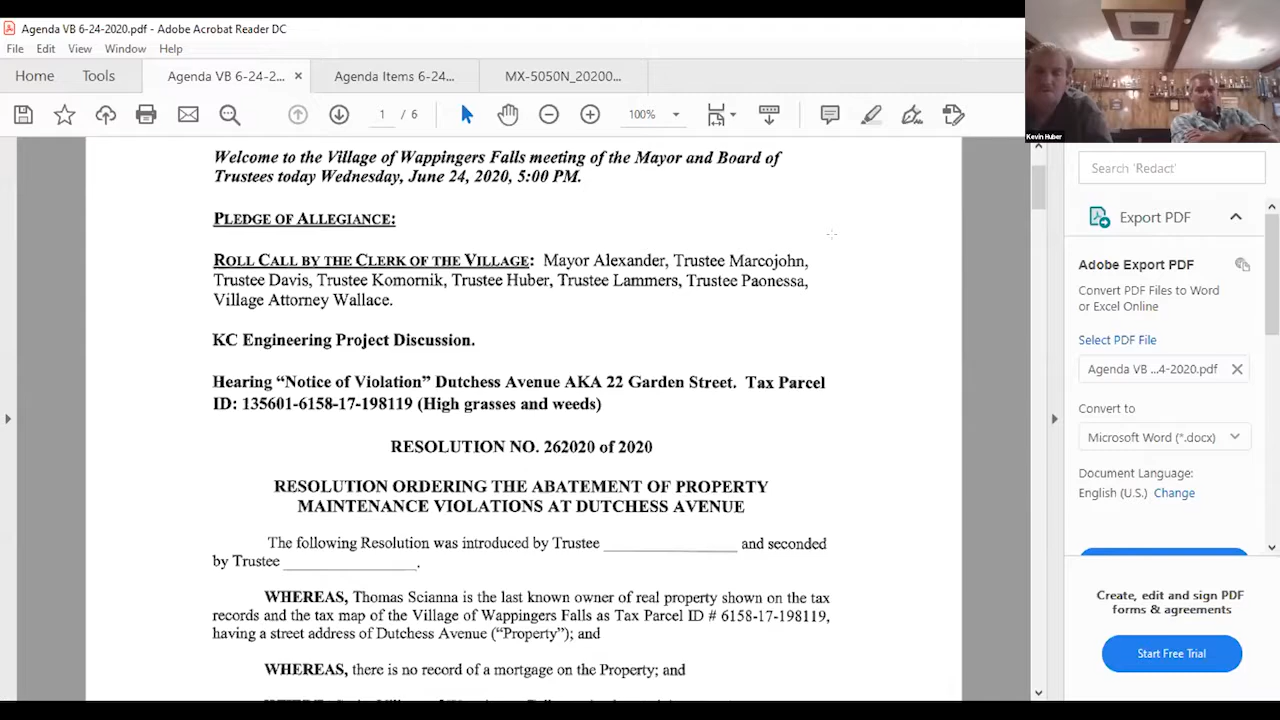 Agenda VB 6-24-2020.pdf - Adobe Acrobat Reader DC
File Edit View Window Help
Home Tools Agenda VB 6-24-2... × Agenda Items 6-24... MX-5050N_20200...
1 / 6 100%
Kevin Huber
Welcome to the Village of Wappingers Falls meeting of the Mayor and Board of
Trustees today Wednesday, June 24, 2020, 5:00 PM.
PLEDGE OF ALLEGIANCE:
ROLL CALL BY THE CLERK OF THE VILLAGE: Mayor Alexander, Trustee Marcojohn,
Trustee Davis, Trustee Komornik, Trustee Huber, Trustee Lammers, Trustee Paonessa,
Village Attorney Wallace.
KC Engineering Project Discussion.
Hearing “Notice of Violation” Dutchess Avenue AKA 22 Garden Street. Tax Parcel
ID: 135601-6158-17-198119 (High grasses and weeds)
RESOLUTION NO. 262020 of 2020
RESOLUTION ORDERING THE ABATEMENT OF PROPERTY
MAINTENANCE VIOLATIONS AT DUTCHESS AVENUE
The following Resolution was introduced by Trustee _________________ and seconded
by Trustee _________________.
WHEREAS, Thomas Scianna is the last known owner of real property shown on the tax
records and the tax map of the Village of Wappingers Falls as Tax Parcel ID # 6158-17-198119,
having a street address of Dutchess Avenue (“Property”); and
WHEREAS, there is no record of a mortgage on the Property; and
Search 'Redact'
Export PDF
Adobe Export PDF
Convert PDF Files to Word
or Excel Online
Select PDF File
Agenda VB ...4-2020.pdf ×
Convert to
Microsoft Word (*.docx)
Document Language:
English (U.S.) Change
Create, edit and sign PDF
forms & agreements
Start Free Trial